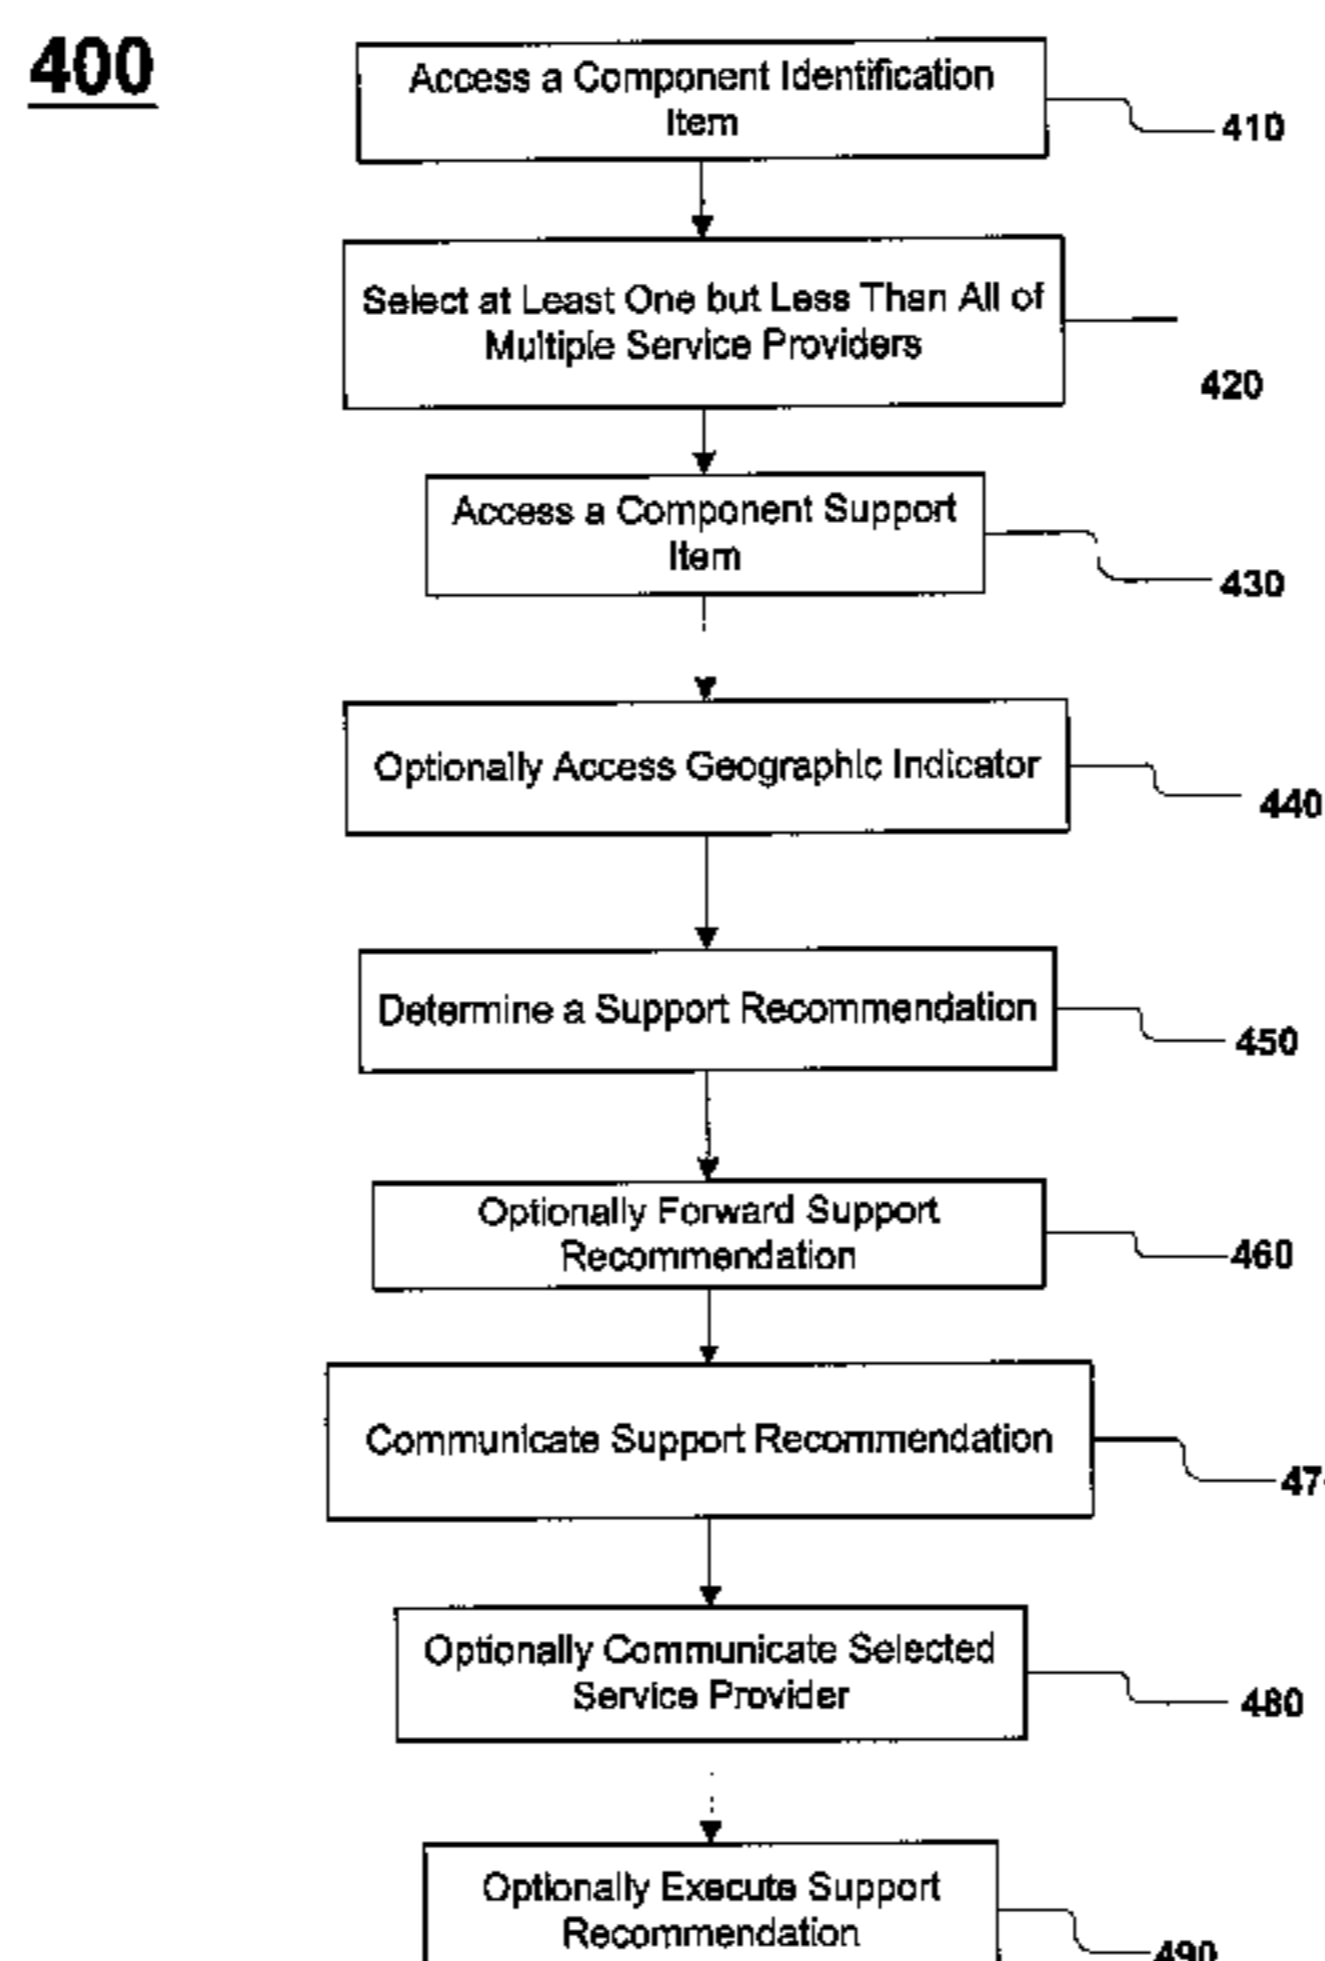 400
Access a Component Identification
Item
410
Select at Least One but Less Than All of
Multiple Service Providers
420
Access a Component Support
Item
430
Optionally Access Geographic Indicator
440
Determine a Support Recommendation
450
Optionally Forward Support
Recommendation
460
Communicate Support Recommendation
47
Optionally Communicate Selected
Service Provider
480
Optionally Execute Support
Recommendation
490